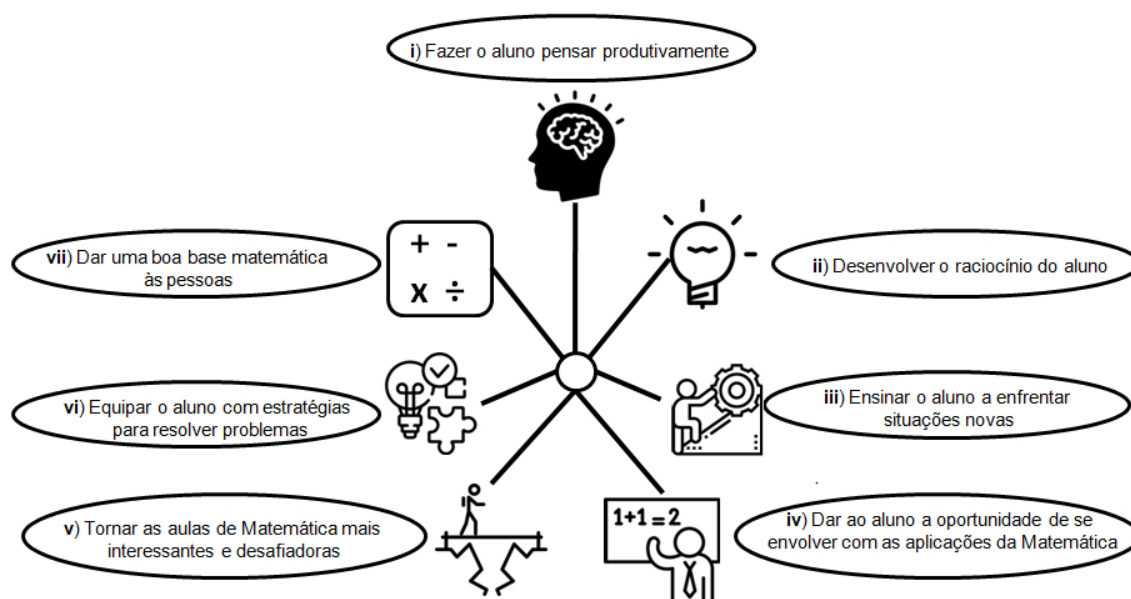 i) Fazer o aluno pensar produtivamente
vii) Dar uma boa base matemática
às pessoas
+ -
x ÷
ii) Desenvolver o raciocínio do aluno
vi) Equipar o aluno com estratégias
para resolver problemas
iii) Ensinar o aluno a enfrentar
situações novas
v) Tornar as aulas de Matemática mais
interessantes e desafiadoras
1+1=2
iv) Dar ao aluno a oportunidade de se
envolver com as aplicações da Matemática